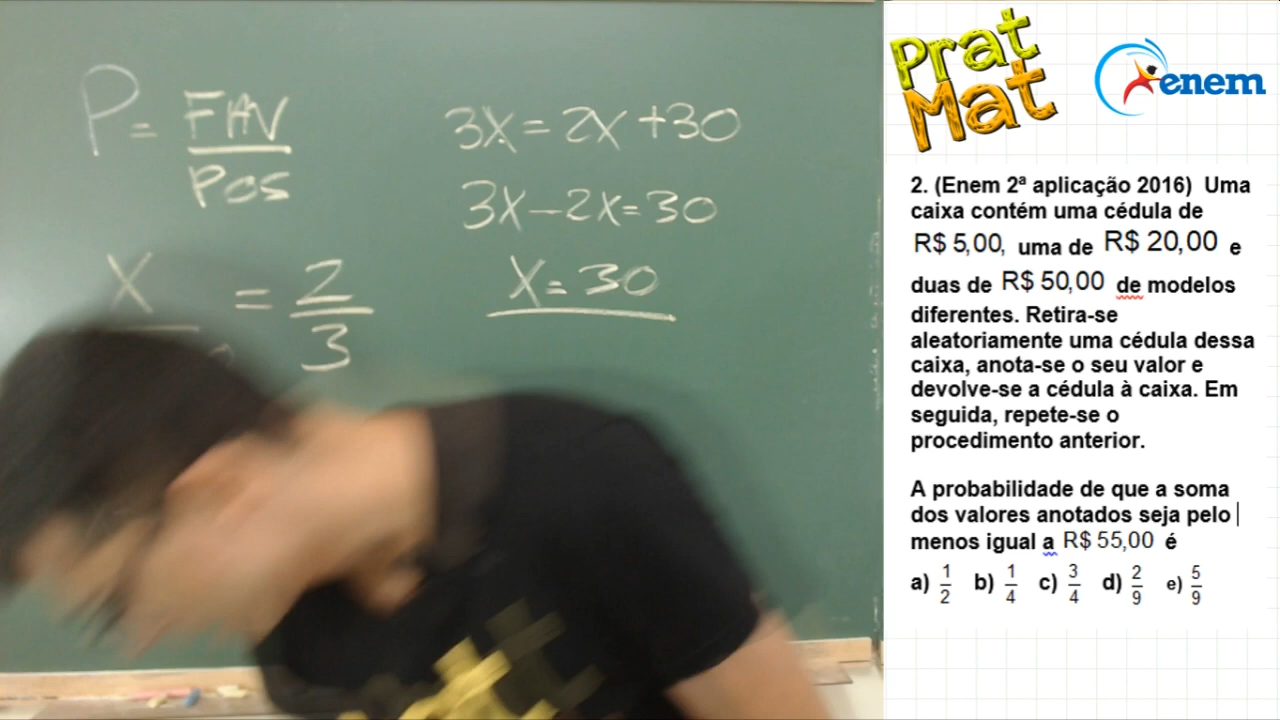 P = FAV
POS
X = 2
3
3X = 2X + 30
3X - 2X = 30
X = 30
Prat
Mat
enem
2. (Enem 2ª aplicação 2016) Uma
caixa contém uma cédula de
R$ 5,00, uma de R$ 20,00 e
duas de R$ 50,00 de modelos
diferentes. Retira-se
aleatoriamente uma cédula dessa
caixa, anota-se o seu valor e
devolve-se a cédula à caixa. Em
seguida, repete-se o
procedimento anterior.
A probabilidade de que a soma
dos valores anotados seja pelo
menos igual a R$ 55,00 é
a) 1/2 b) 1/4 c) 3/4 d) 2/9 e) 5/9